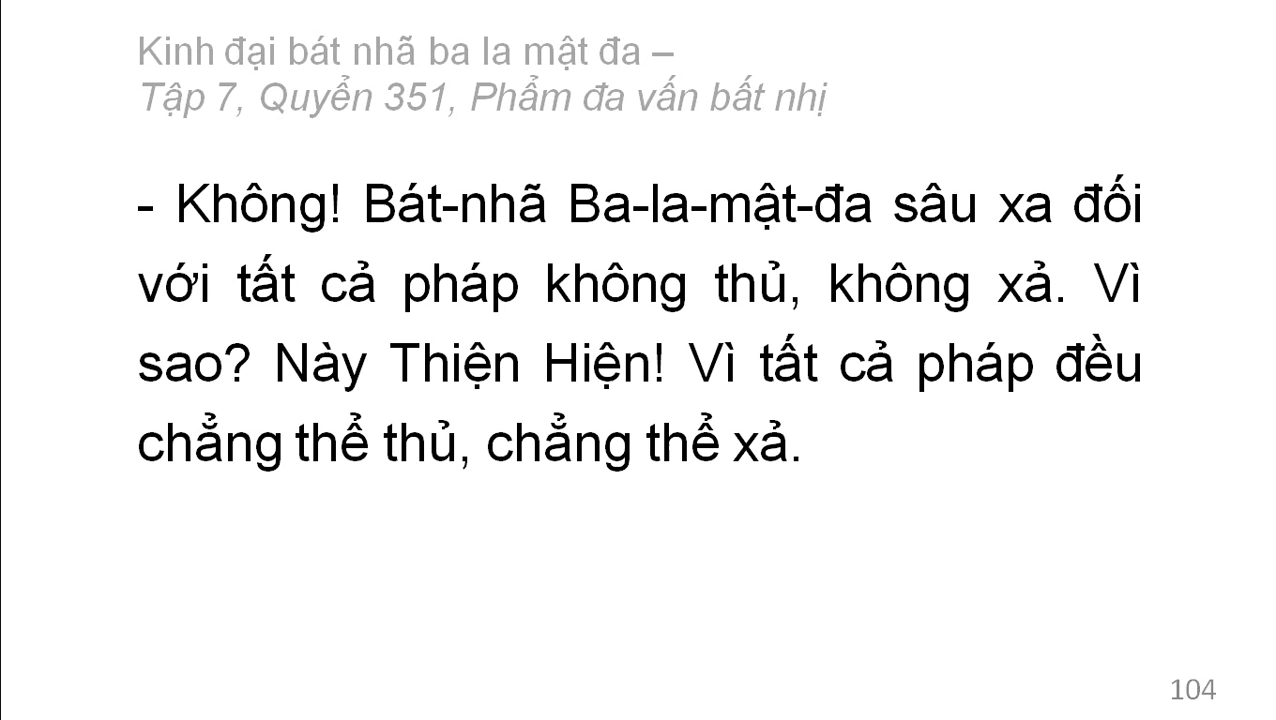 Kinh đại bát nhã ba la mật đa –
Tập 7, Quyển 351, Phẩm đa vấn bất nhị
- Không! Bát-nhã Ba-la-mật-đa sâu xa đối
với tất cả pháp không thủ, không xả. Vì
sao? Này Thiện Hiện! Vì tất cả pháp đều
chẳng thể thủ, chẳng thể xả.
104